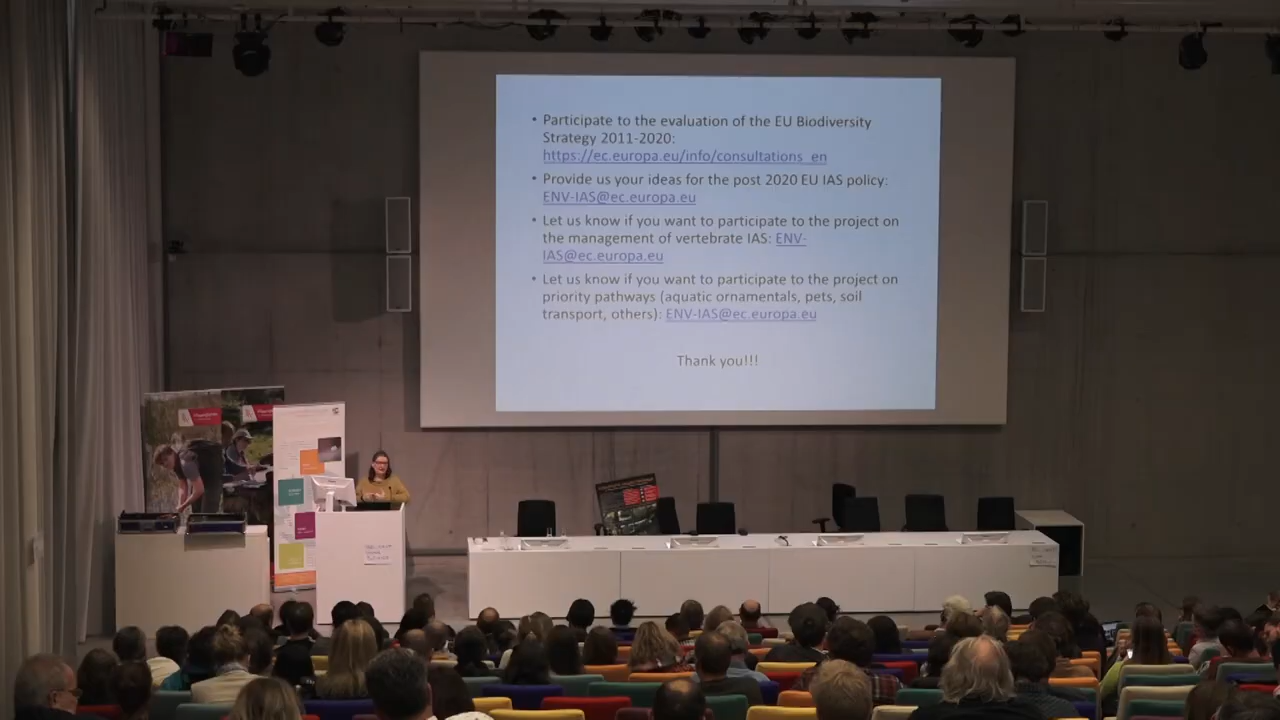 • Participate to the evaluation of the EU Biodiversity
Strategy 2011-2020:
https://ec.europa.eu/info/consultations_en
• Provide us your ideas for the post 2020 EU IAS policy:
ENV-IAS@ec.europa.eu
• Let us know if you want to participate to the project on
the management of vertebrate IAS: ENV-
IAS@ec.europa.eu
• Let us know if you want to participate to the project on
priority pathways (aquatic ornamentals, pets, soil
transport, others): ENV-IAS@ec.europa.eu
Thank you!!!